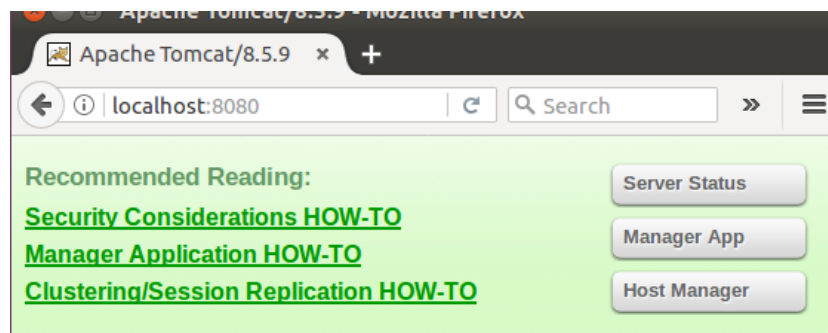 Apache Tomcat/8.5.9 - Mozilla Firefox
Apache Tomcat/8.5.9 × +
localhost:8080
Search
»
Recommended Reading:
Security Considerations HOW-TO
Manager Application HOW-TO
Clustering/Session Replication HOW-TO
Server Status
Manager App
Host Manager